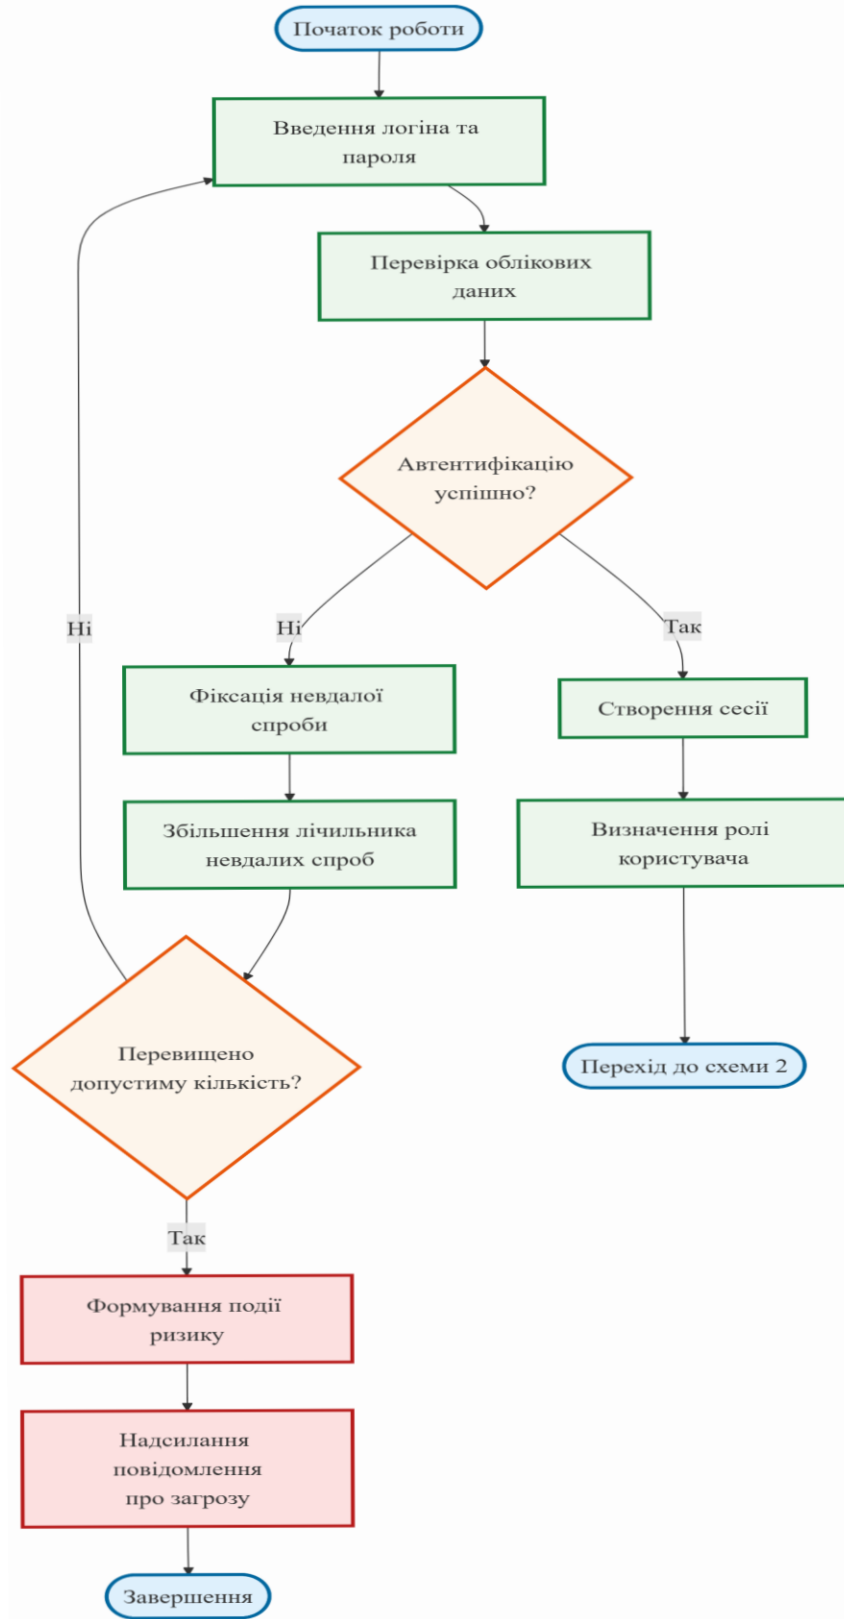 Початок роботи
Введення логіна та
пароля
Перевірка облікових
даних
Автентифікацію
успішно?
Ні
Ні
Так
Фіксація невдалої
спроби
Створення сесії
Збільшення лічильника
невдалих спроб
Визначення ролі
користувача
Перевищено
допустиму кількість?
Перехід до схеми 2
Так
Формування події
ризику
Надсилання
повідомлення
про загрозу
Завершення